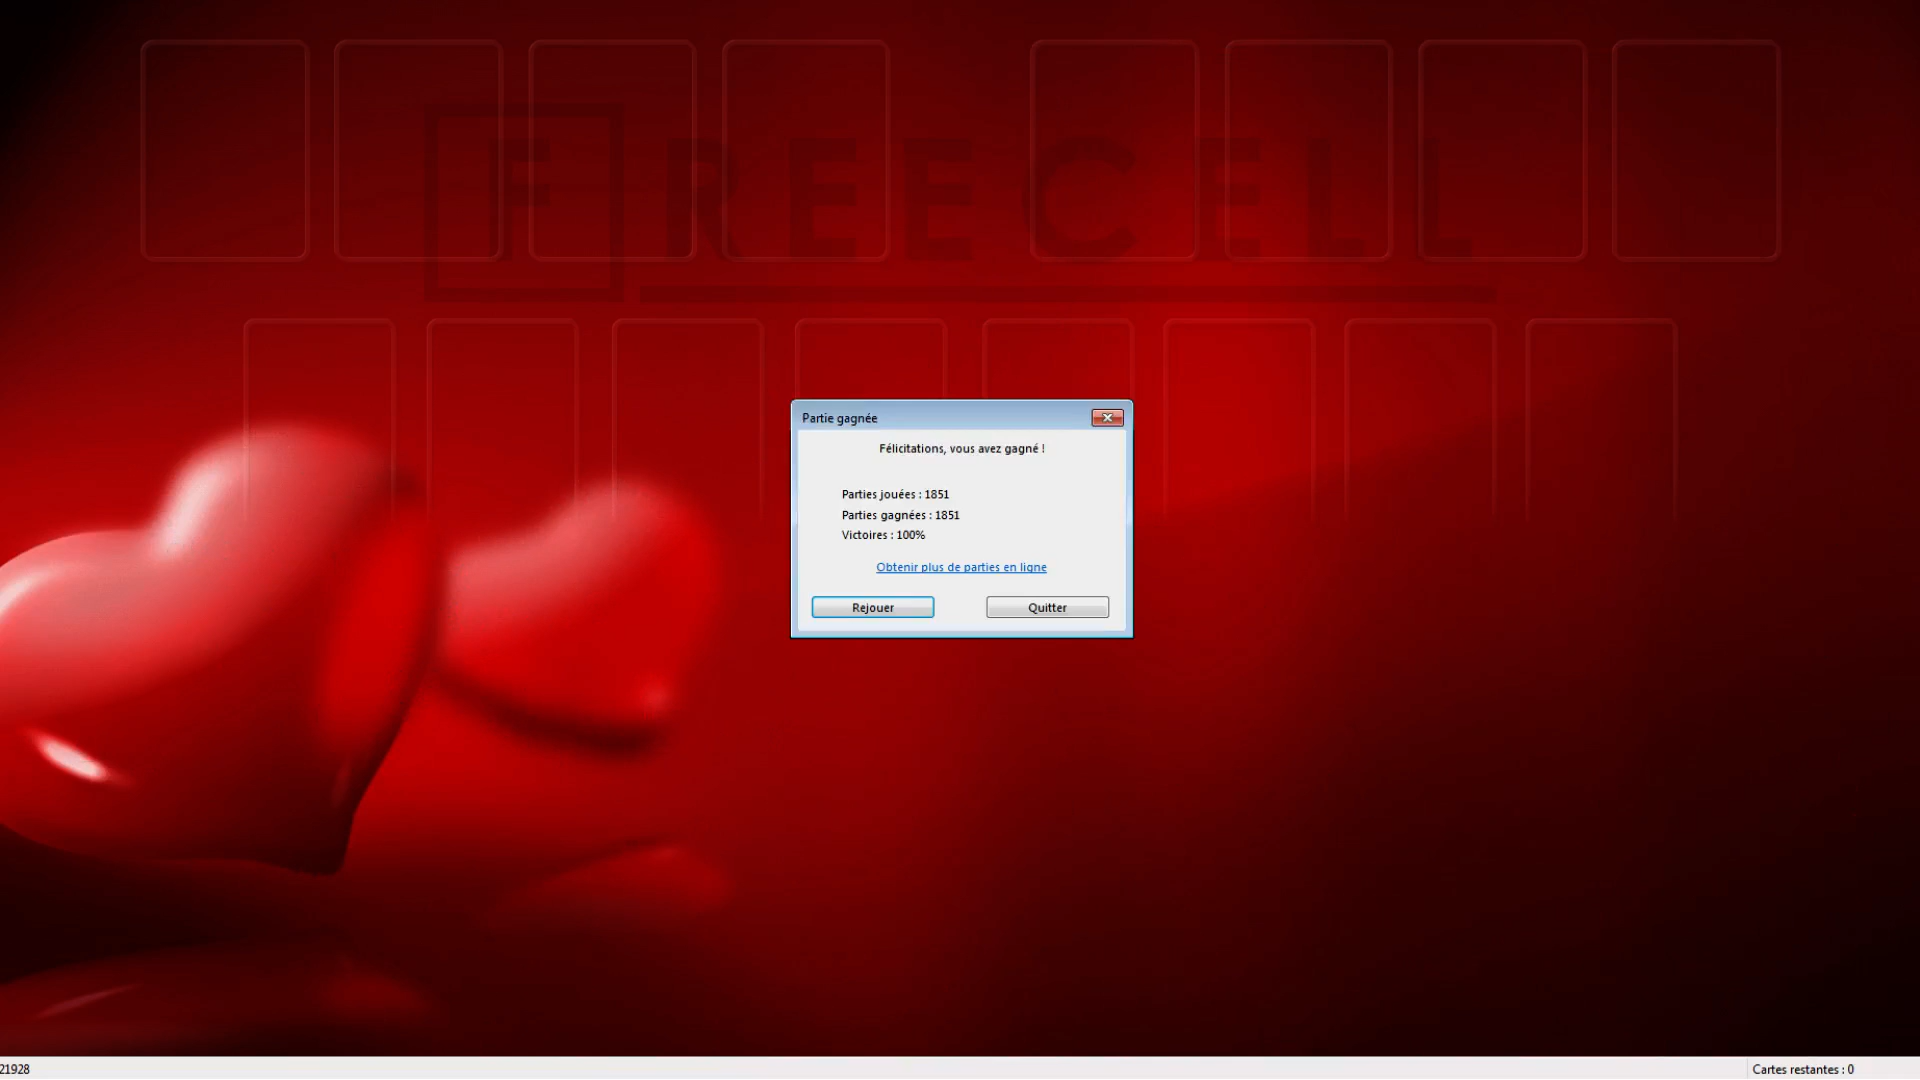 FREECELL
Partie gagnée
Félicitations, vous avez gagné !
Parties jouées : 1851
Parties gagnées : 1851
Victoires : 100%
Obtenir plus de parties en ligne
Rejouer
Quitter
21928
Cartes restantes : 0